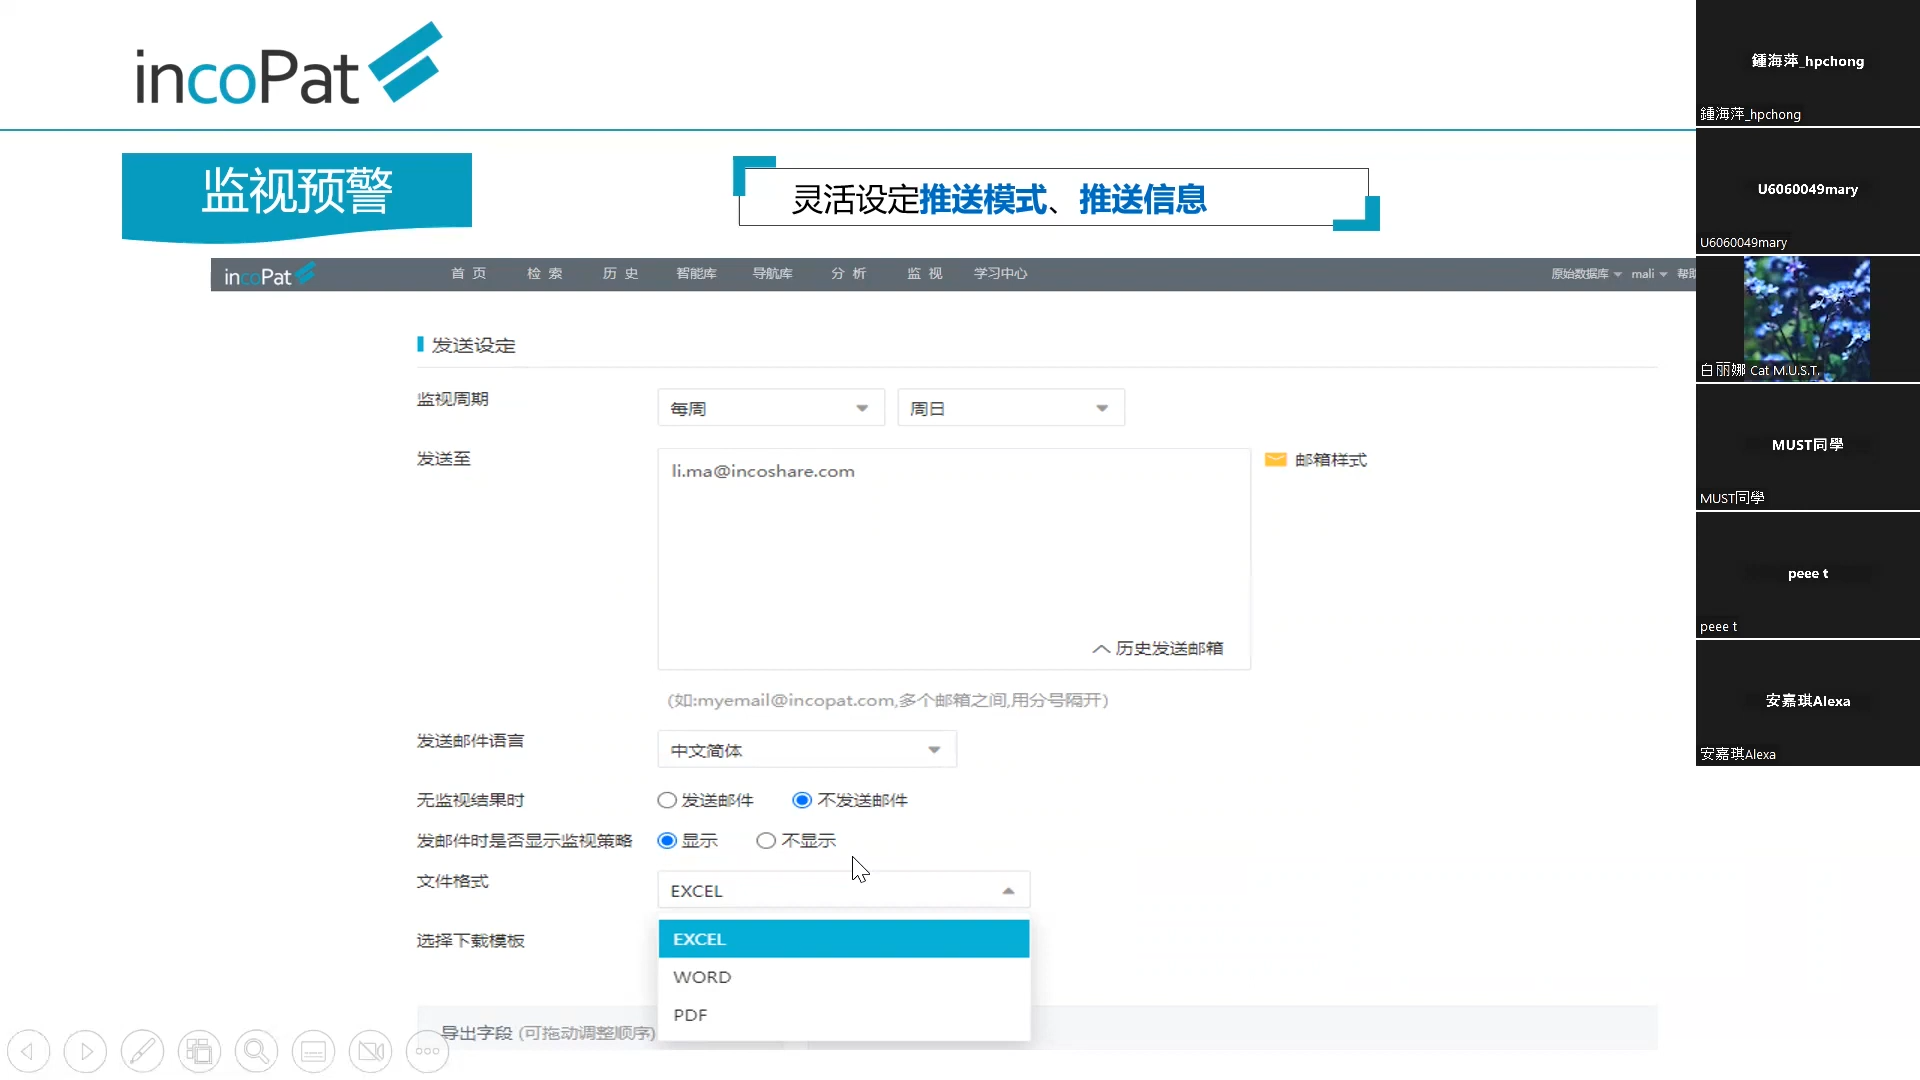 incoPat
监视预警
灵活设定推送模式、推送信息
incoPat 首页 检索 历史 智能库 导航库 分析 监视 学习中心 原始数据库 mali 帮助
发送设定
监视周期 每周 周日
发送至 li.ma@incoshare.com 邮箱样式
历史发送邮箱
(如:myemail@incopat.com,多个邮箱之间,用分号隔开)
发送邮件语言 中文简体
无监视结果时 发送邮件 不发送邮件
发邮件时是否显示监视策略 显示 不显示
文件格式 EXCEL
选择下载模板 EXCEL
WORD
PDF
导出字段 (可拖动调整顺序)
鍾海萍_hpchong
鍾海萍_hpchong
U6060049mary
U6060049mary
白丽娜 Cat M.U.S.T.
MUST同學
MUST同學
peee t
peee t
安嘉琪Alexa
安嘉琪Alexa